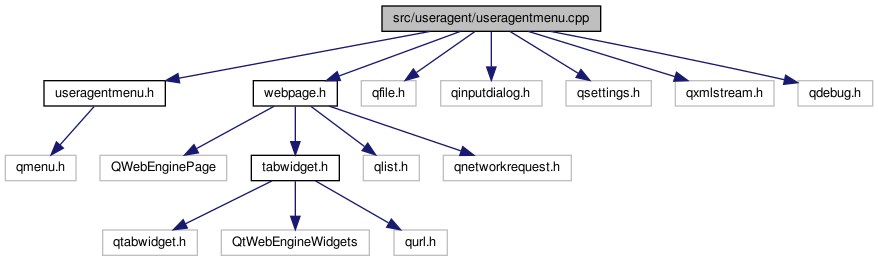 src/useragent/useragentmenu.cpp
useragentmenu.h
webpage.h
qfile.h
qinputdialog.h
qsettings.h
qxmlstream.h
qdebug.h
qmenu.h
QWebEnginePage
tabwidget.h
qlist.h
qnetworkrequest.h
qtabwidget.h
QtWebEngineWidgets
qurl.h